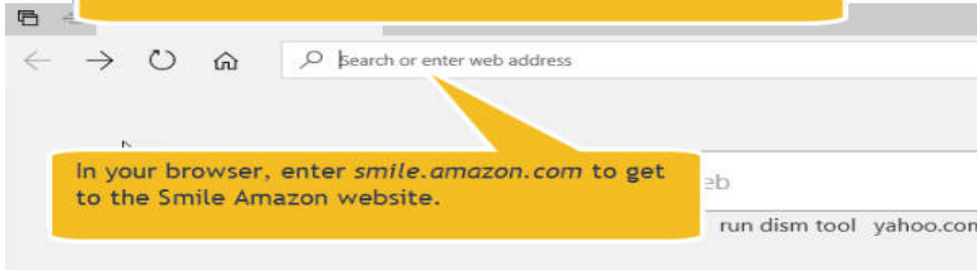 Search or enter web address
In your browser, enter smile.amazon.com to get
to the Smile Amazon website.
eb
run dism tool yahoo.com